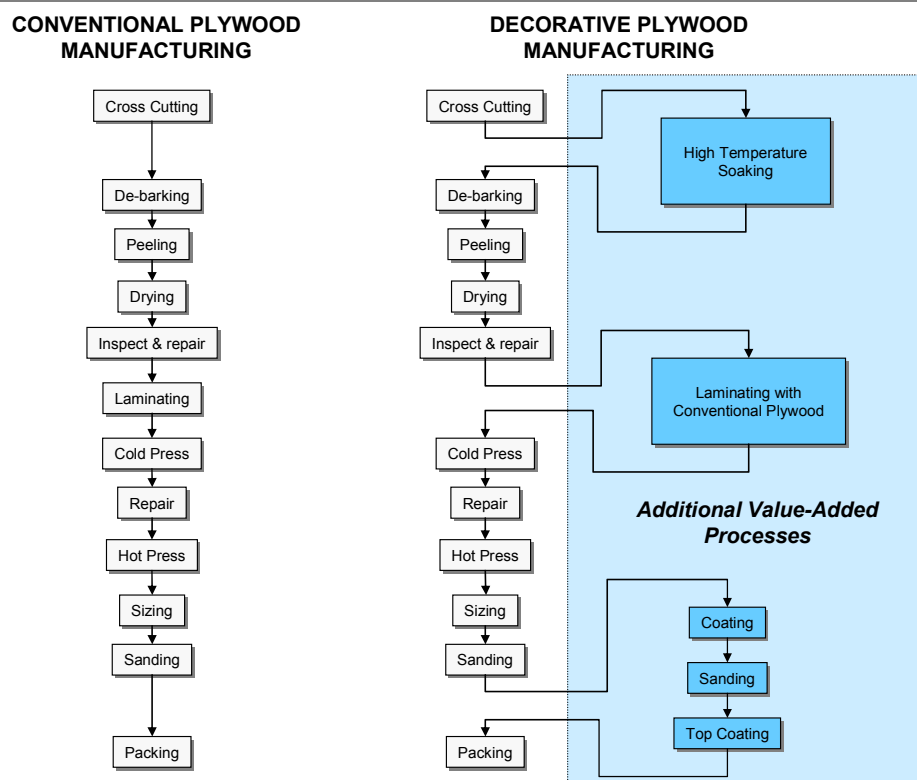 CONVENTIONAL PLYWOOD
MANUFACTURING
Cross Cutting
De-barking
Peeling
Drying
Inspect & repair
Laminating
Cold Press
Repair
Hot Press
Sizing
Sanding
Packing
DECORATIVE PLYWOOD
MANUFACTURING
Cross Cutting
High Temperature
Soaking
De-barking
Peeling
Drying
Inspect & repair
Laminating with
Conventional Plywood
Cold Press
Repair
Hot Press
Sizing
Sanding
Additional Value-Added
Processes
Coating
Sanding
Top Coating
Packing